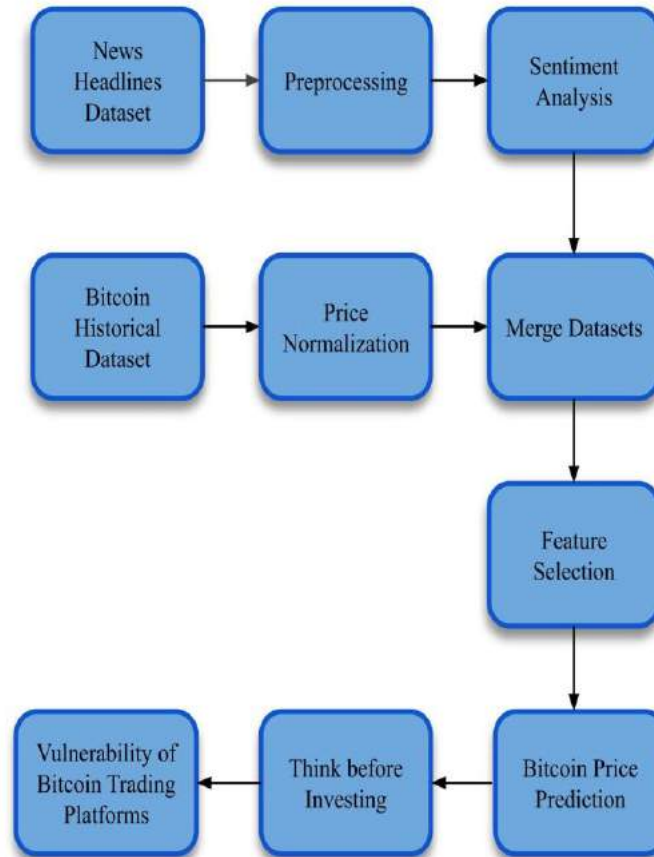 News
Headlines
Dataset
Preprocessing
Sentiment
Analysis
Bitcoin
Historical
Dataset
Price
Normalization
Merge Datasets
Feature
Selection
Vulnerability of
Bitcoin Trading
Platforms
Think before
Investing
Bitcoin Price
Prediction